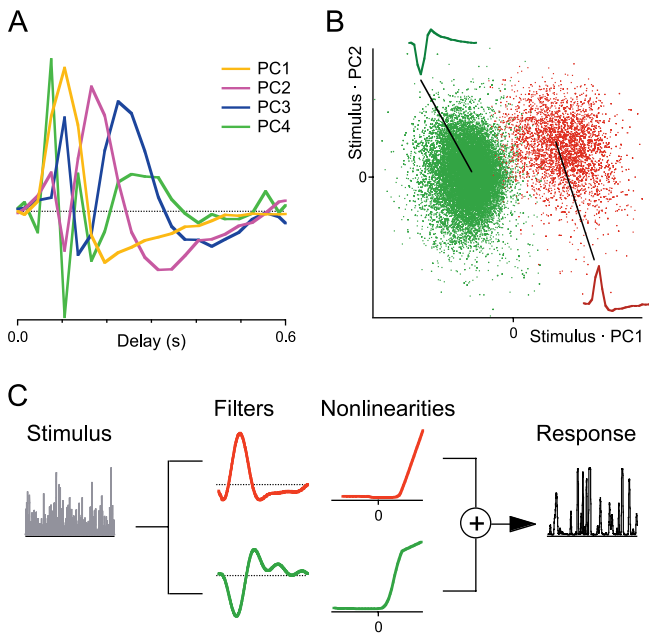 A
PC1
PC2
PC3
PC4
0.0
0.6
Delay (s)
B
Stimulus · PC2
0
0
Stimulus · PC1
C
Filters
Nonlinearities
Stimulus
Response
0
0
+